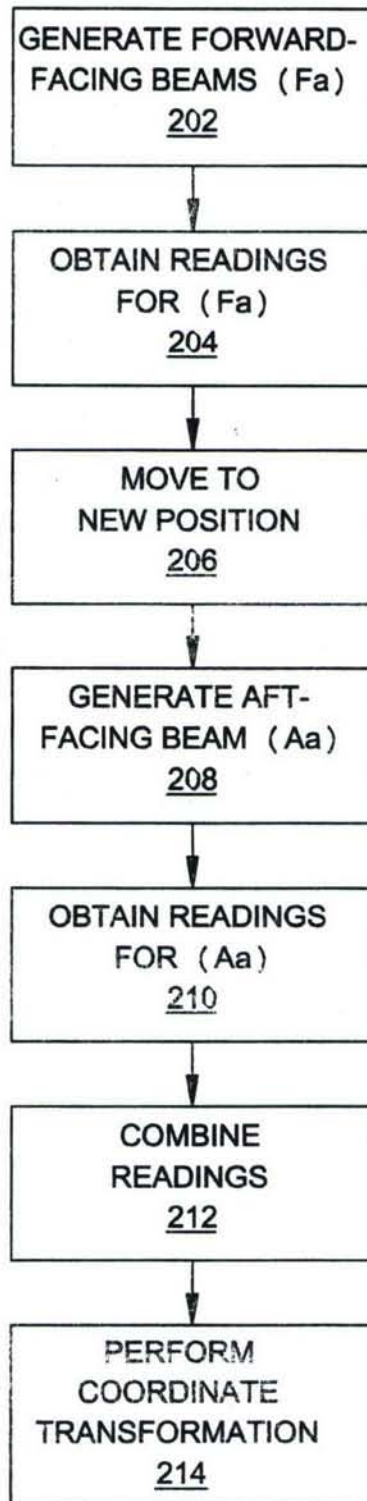 GENERATE FORWARD-
FACING BEAMS (Fa)
202
OBTAIN READINGS
FOR (Fa)
204
MOVE TO
NEW POSITION
206
GENERATE AFT-
FACING BEAM (Aa)
208
OBTAIN READINGS
FOR (Aa)
210
COMBINE
READINGS
212
PERFORM
COORDINATE
TRANSFORMATION
214